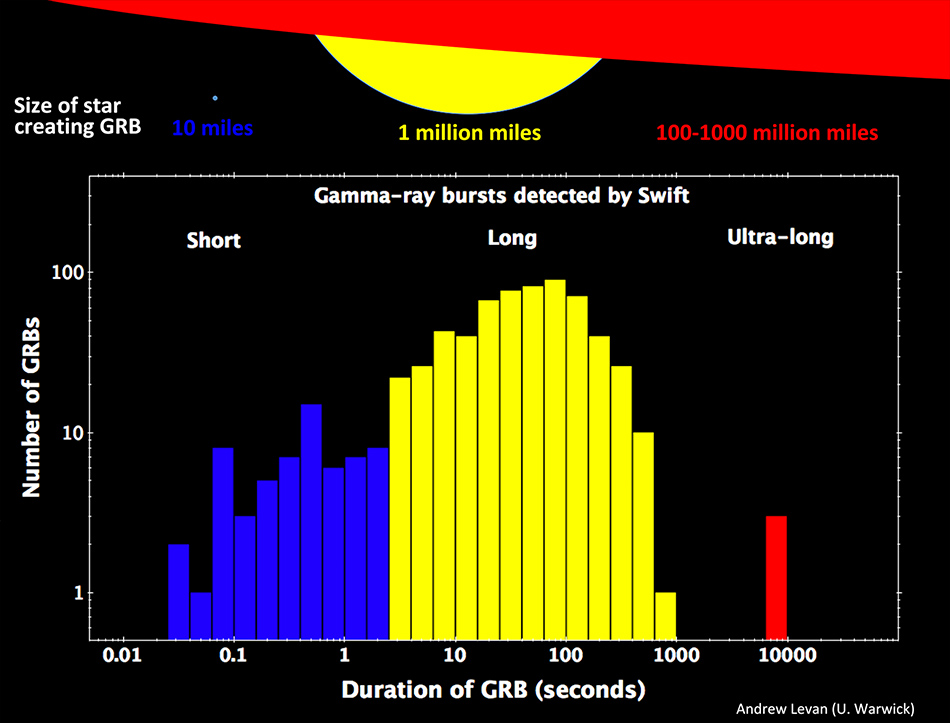 Size of star
creating GRB
10 miles
1 million miles
100-1000 million miles
Gamma-ray bursts detected by Swift
Short
Long
Ultra-long
Number of GRBs
100
10
1
0.01
0.1
1
10
100
1000
10000
Duration of GRB (seconds)
Andrew Levan (U. Warwick)